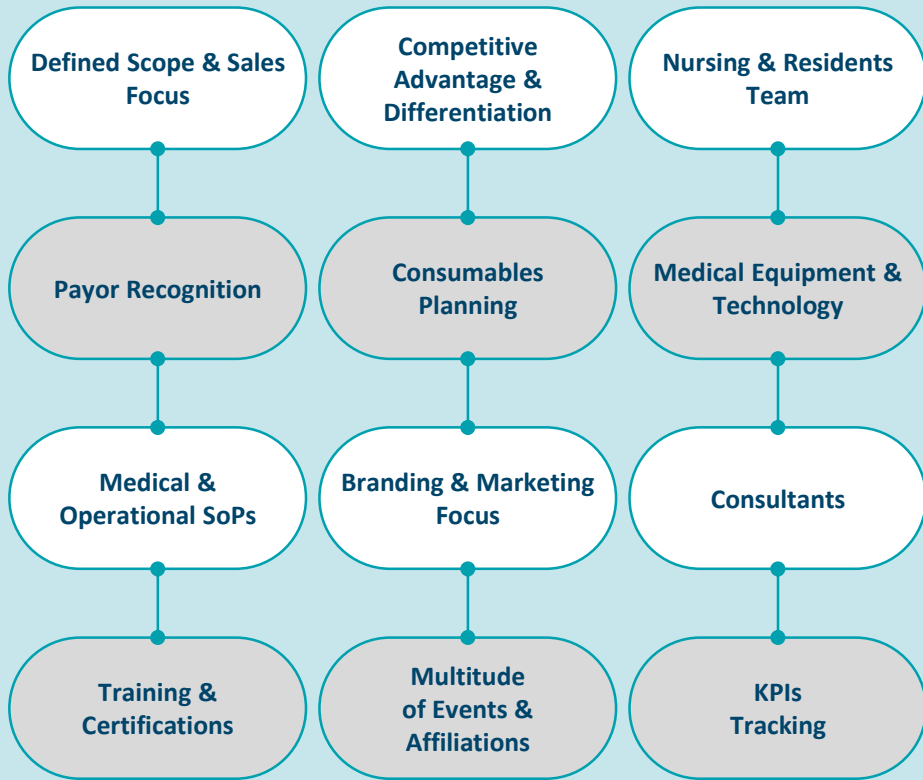 Defined Scope & Sales
Focus
Competitive
Advantage &
Differentiation
Nursing & Residents
Team
Payor Recognition
Consumables
Planning
Medical Equipment &
Technology
Medical &
Operational SoPs
Branding & Marketing
Focus
Consultants
Training &
Certifications
Multitude
of Events &
Affiliations
KPIs
Tracking